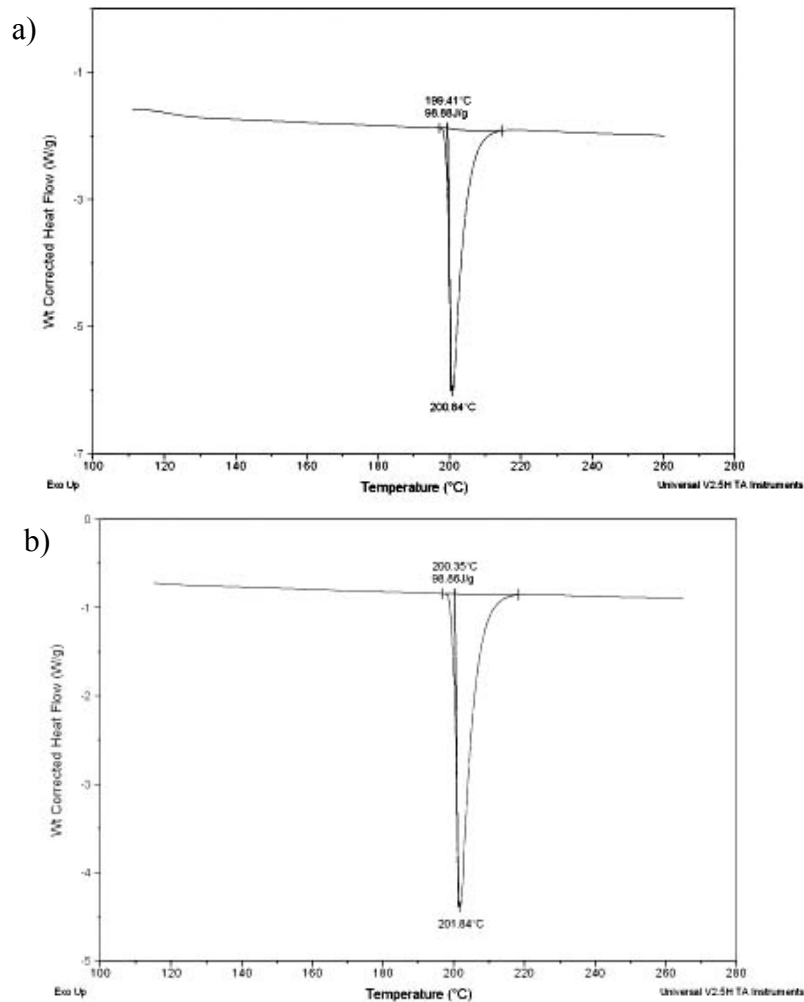 a)
Wt Corrected Heat Flow (W/g)
-1
-3
-5
-7
199.41°C
98.88J/g
200.84°C
100 120 140 160 180 200 220 240 260 280
Exo Up Temperature (°C) Universal V2.5H TA Instruments
b)
Wt Corrected Heat Flow (W/g)
0
-1
-2
-3
-4
-5
200.35°C
98.86J/g
201.84°C
100 120 140 160 180 200 220 240 260 280
Exo Up Temperature (°C) Universal V2.5H TA Instruments